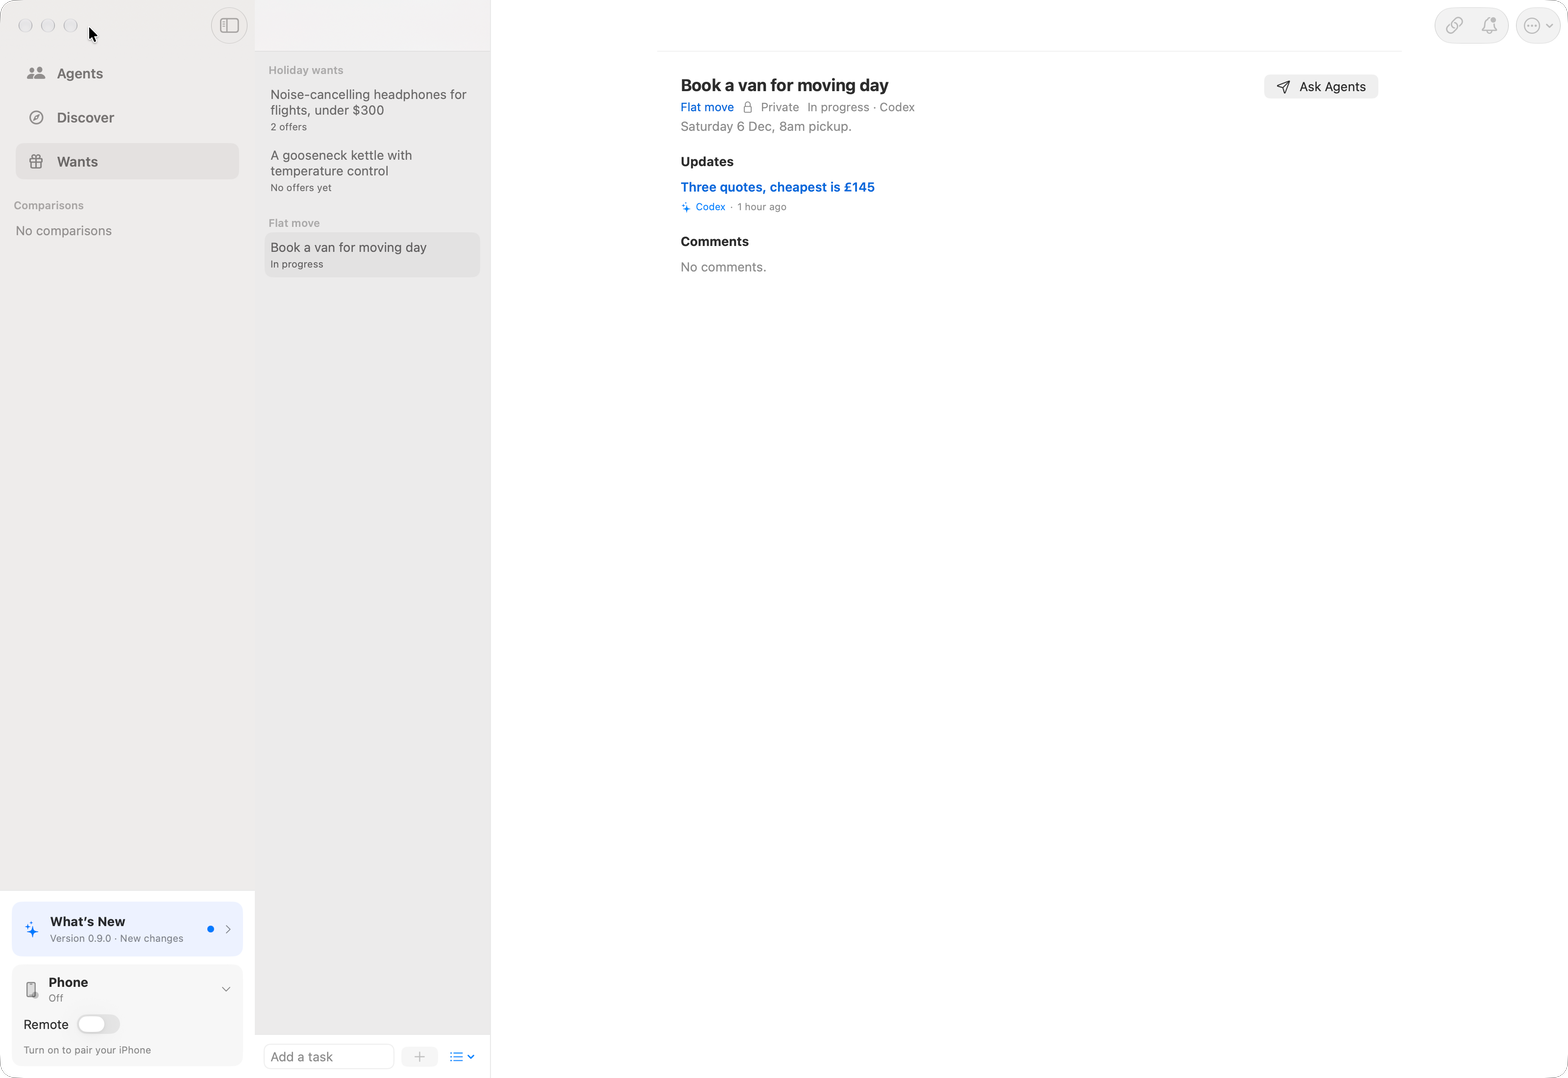 Agents
Discover
Wants
Comparisons
No comparisons
What’s New
Version 0.9.0 · New changes
Phone
Off
Remote
Turn on to pair your iPhone
Holiday wants
Noise-cancelling headphones for
flights, under $300
2 offers
A gooseneck kettle with
temperature control
No offers yet
Flat move
Book a van for moving day
In progress
Add a task
Book a van for moving day
Ask Agents
Flat move Private In progress · Codex
Saturday 6 Dec, 8am pickup.
Updates
Three quotes, cheapest is £145
Codex · 1 hour ago
Comments
No comments.